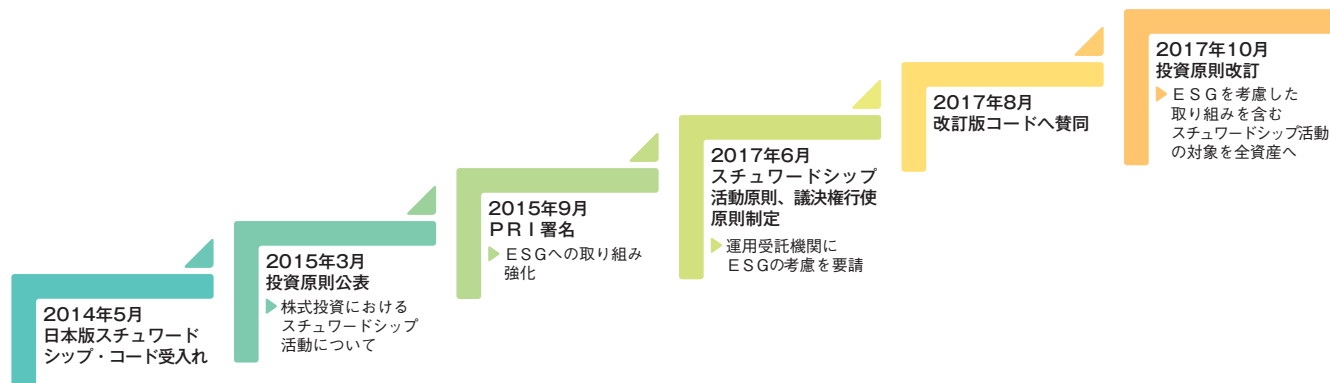 2014年5月
日本版スチュワード
シップ・コード受入れ
2015年3月
投資原則公表
株式投資における
スチュワードシップ
活動について
2015年9月
ＰＲＩ署名
ＥＳＧへの取り組み
強化
2017年6月
スチュワードシップ
活動原則、議決権行使
原則制定
運用受託機関に
ＥＳＧの考慮を要請
2017年8月
改訂版コードへ賛同
2017年10月
投資原則改訂
ＥＳＧを考慮した
取り組みを含む
スチュワードシップ活動
の対象を全資産へ